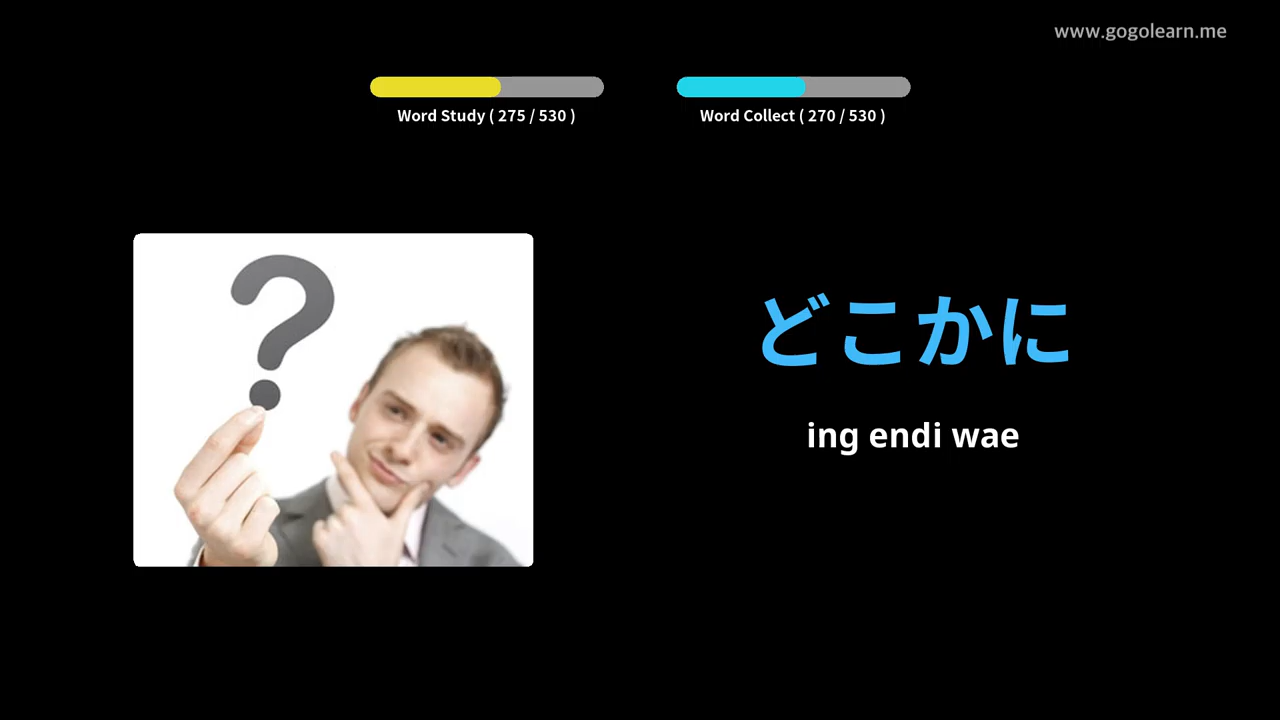 www.gogolearn.me
Word Study ( 275 / 530 )
Word Collect ( 270 / 530 )
?
どこかに
ing endi wae